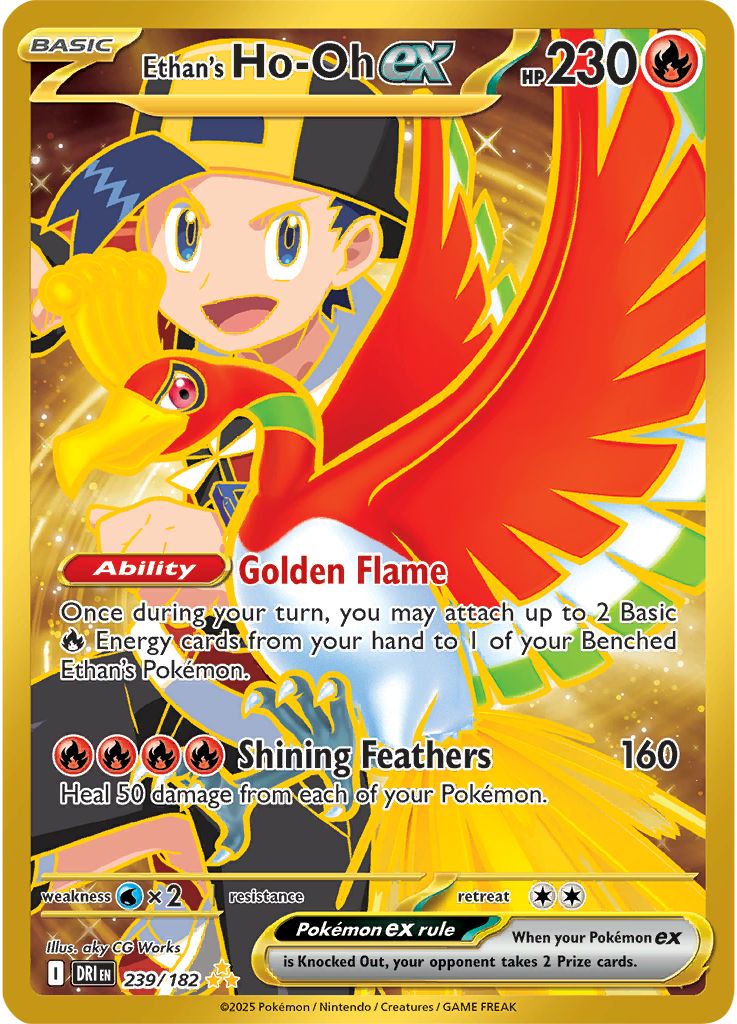 BASIC
Ethan's Ho-Oh ex HP 230
Ability Golden Flame
Once during your turn, you may attach up to 2 Basic
Energy cards from your hand to 1 of your Benched
Ethan's Pokémon.
Shining Feathers 160
Heal 50 damage from each of your Pokémon.
weakness ×2 resistance retreat
Illus. aky CG Works
Pokémon ex rule When your Pokémon ex
is Knocked Out, your opponent takes 2 Prize cards.
I DRI EN 239/182
©2025 Pokémon / Nintendo / Creatures / GAME FREAK